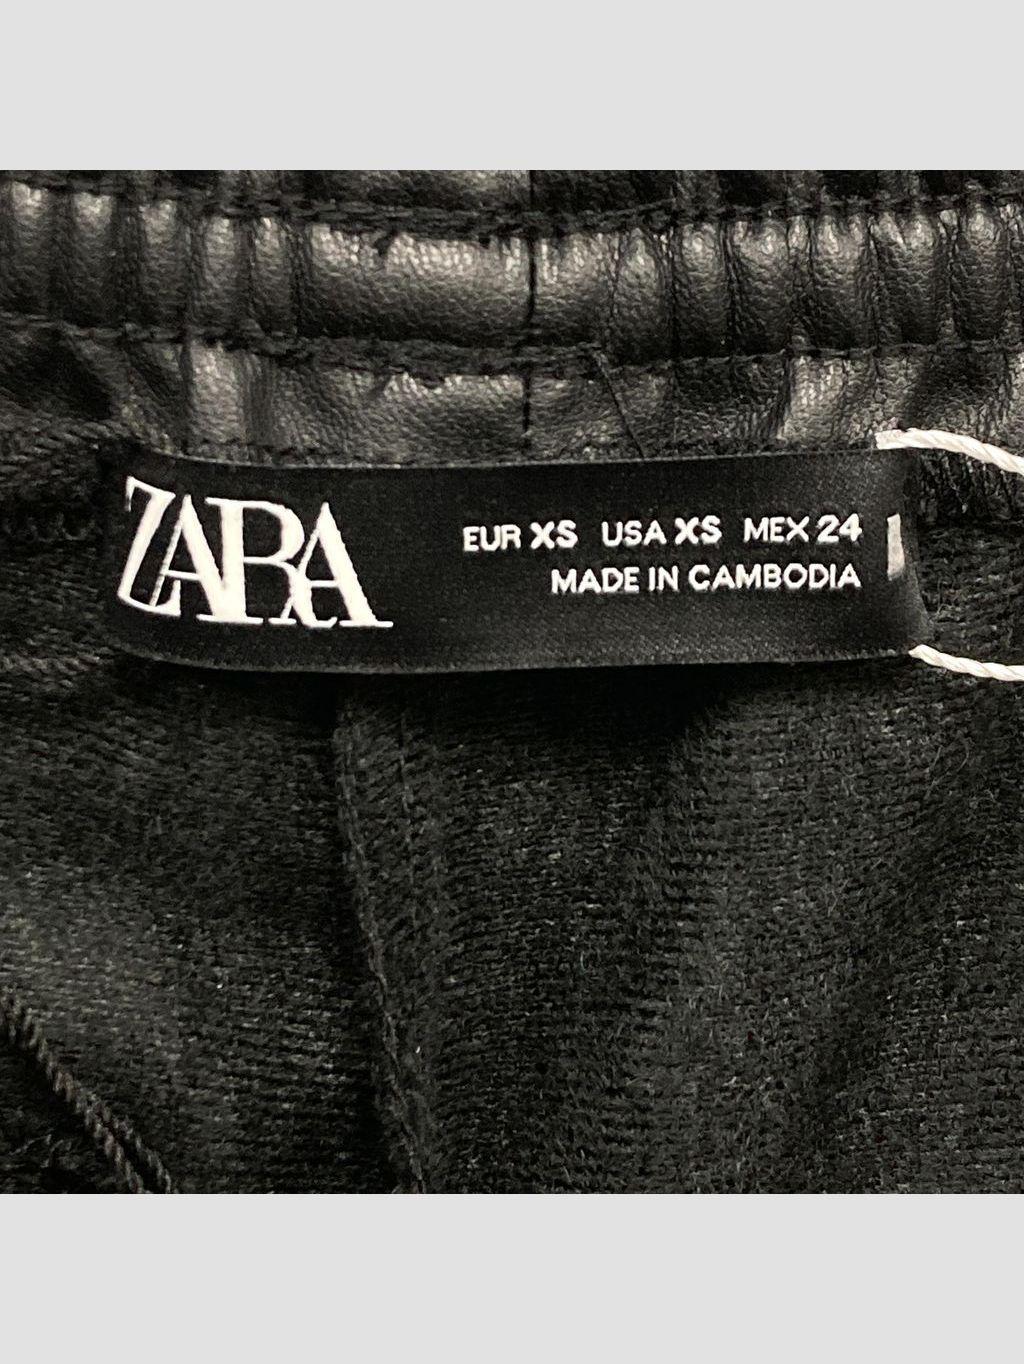 ZARA
EUR XS USA XS MEX 24
MADE IN CAMBODIA